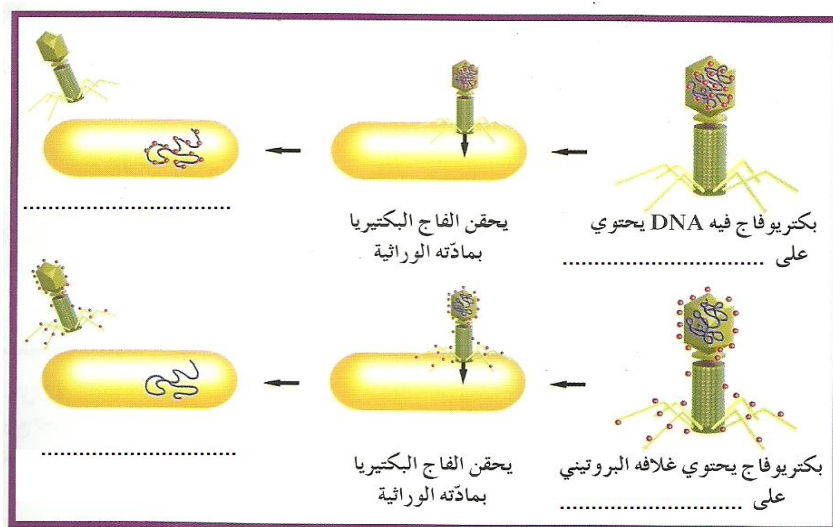 بكتريوفاج فيه DNA يحتوي
على ..............................
يحقن الفاج البكتيريا
بمادّته الوراثية
..............................
بكتريوفاج يحتوي غلافه البروتيني
على ..............................
يحقن الفاج البكتيريا
بمادّته الوراثية
..............................